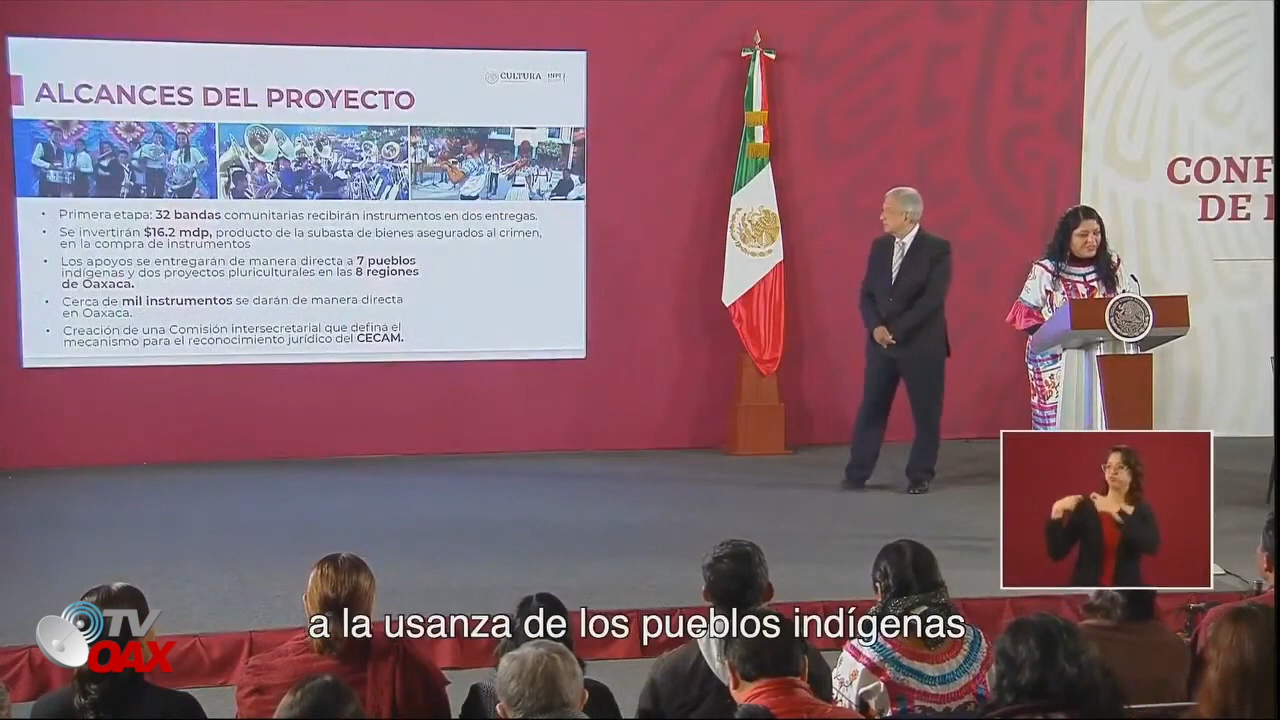 CULTURA
INPI
ALCANCES DEL PROYECTO
• Primera etapa: 32 bandas comunitarias recibirán instrumentos en dos entregas.
• Se invertirán $16.2 mdp, producto de la subasta de bienes asegurados al crimen,
en la compra de instrumentos
• Los apoyos se entregarán de manera directa a 7 pueblos
indígenas y dos proyectos pluriculturales en las 8 regiones
de Oaxaca.
• Cerca de mil instrumentos se darán de manera directa
en Oaxaca.
• Creación de una Comisión intersecretarial que defina el
mecanismo para el reconocimiento jurídico del CECAM.
CONF
DE
a la usanza de los pueblos indígenas
TV
OAX